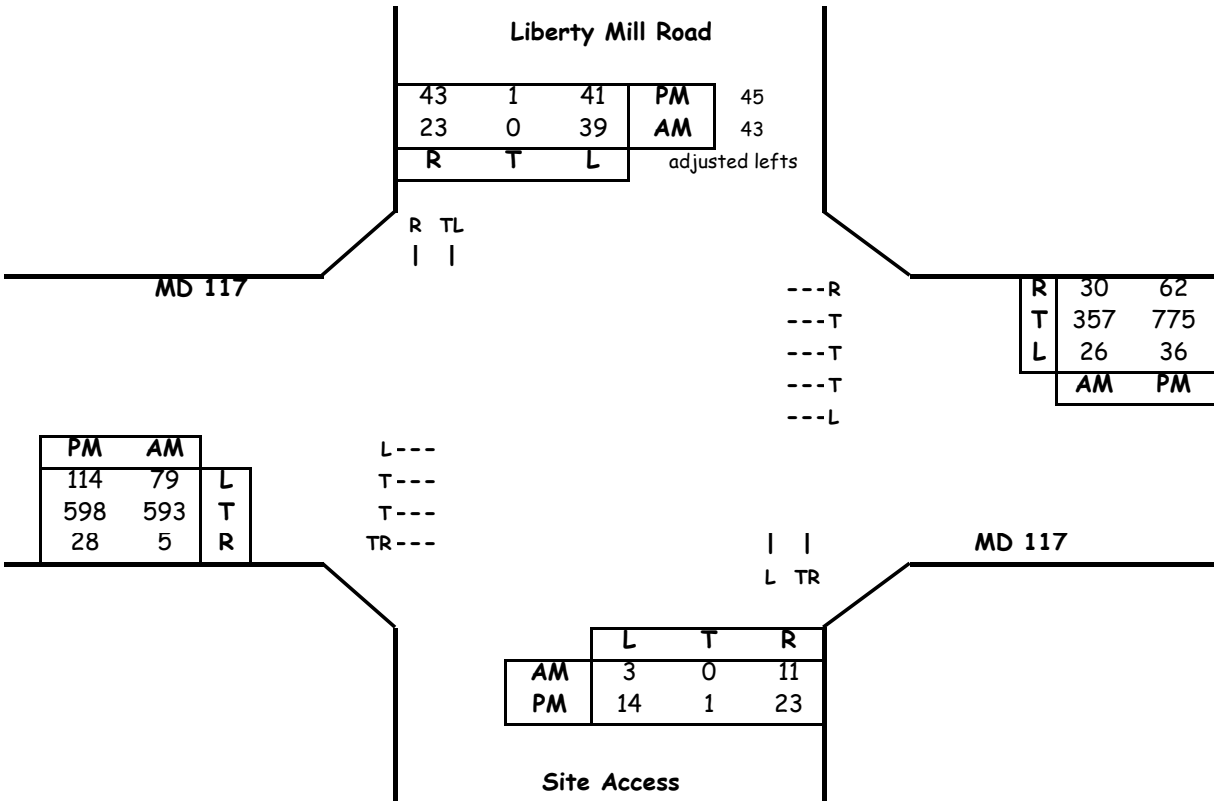 Liberty Mill Road
43 1 41 PM 45
23 0 39 AM 43
R T L adjusted lefts
R TL
| |
MD 117
---R
---T
---T
---T
---L
R 30 62
T 357 775
L 26 36
AM PM
PM AM
114 79 L
598 593 T
28 5 R
L---
T---
T---
TR---
| |
L TR
MD 117
L T R
AM 3 0 11
PM 14 1 23
Site Access